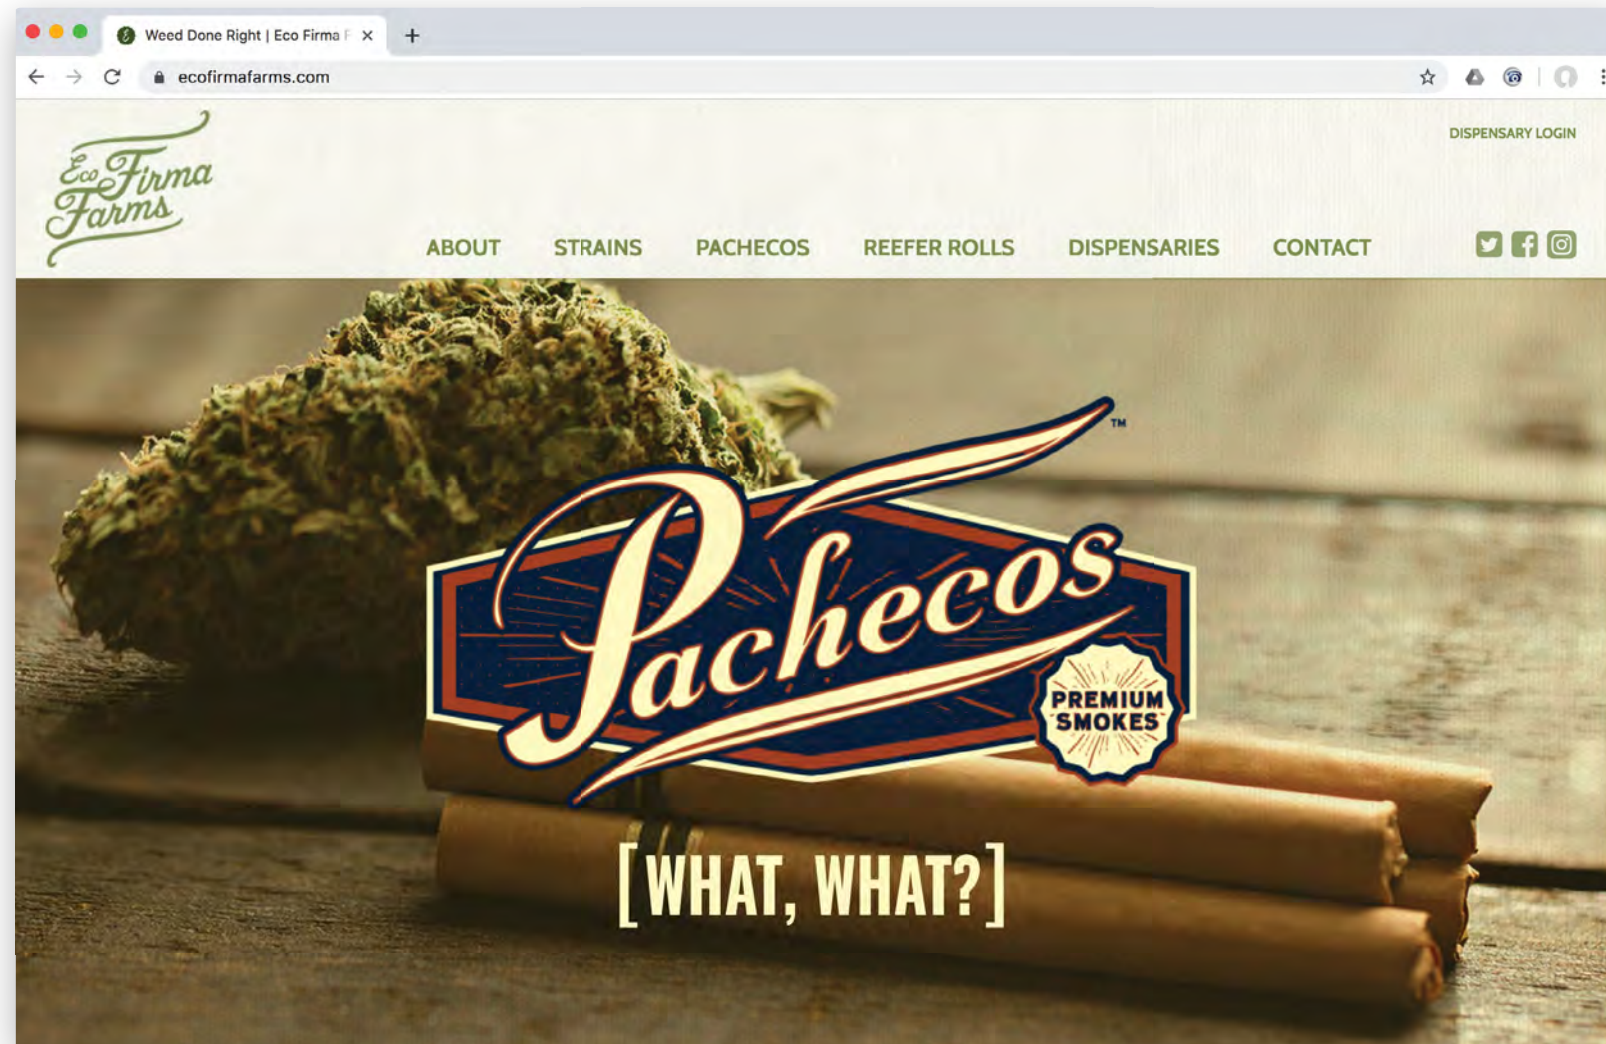 Weed Done Right | Eco Firma F
ecofirmafarms.com
DISPENSARY LOGIN
Eco Firma
Farms
ABOUT STRAINS PACHECOS REEFER ROLLS DISPENSARIES CONTACT
Pachecos ™
PREMIUM
SMOKES
[WHAT, WHAT?]